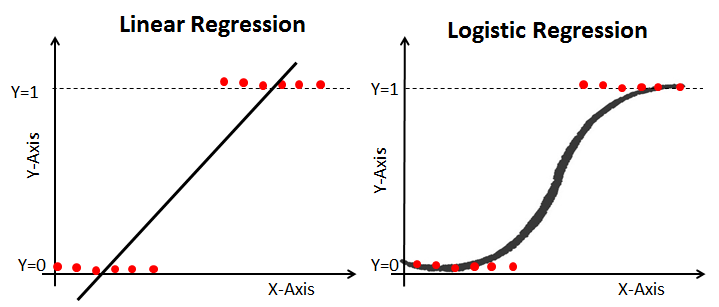 Linear Regression
Y=1
Y-Axis
Y=0
X-Axis
Logistic Regression
Y=1
Y-Axis
Y=0
X-Axis